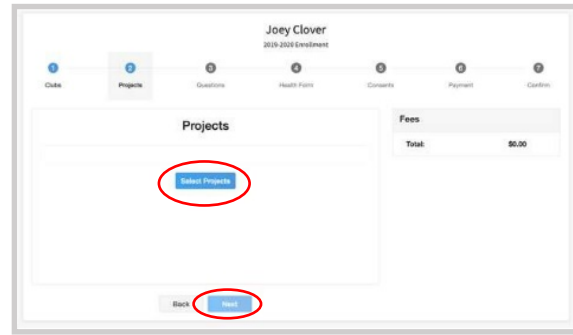 Joey Clover
2019-2020 Enrollment
1 2 3 4 5 6 7
Clubs Projects Questions Health Form Consents Payment Confirm
Projects
Fees
Total: $0.00
Select Projects
Back Next